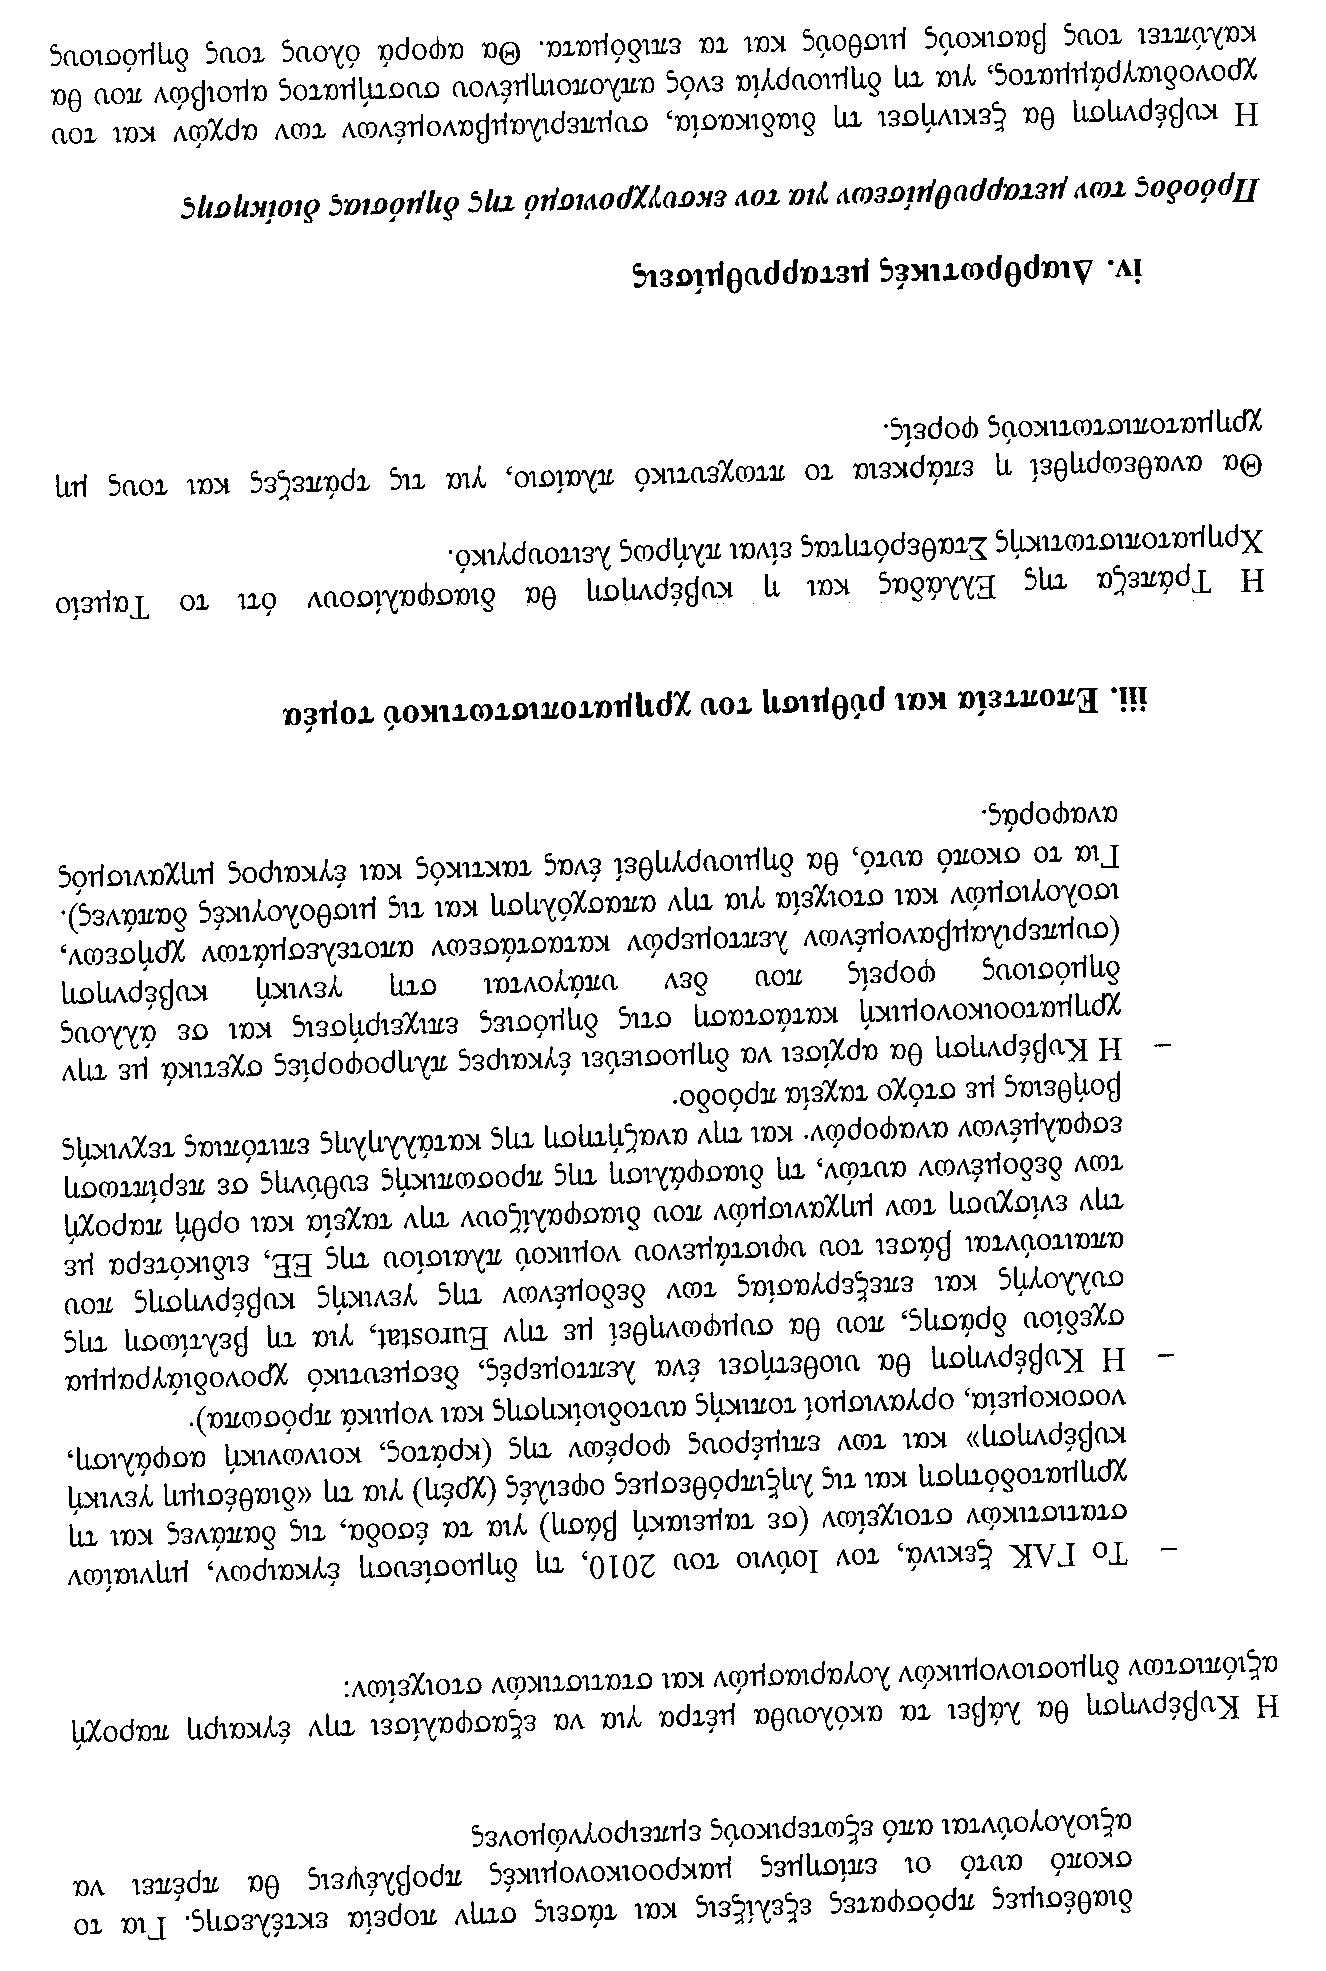 διαθέσιμες πρόσφατες εξελίξεις και τάσεις στην πορεία εκτέλεσης. Για το
σκοπό αυτό οι επίσημες μακροοικονομικές προβλέψεις θα πρέπει να
αξιολογούνται από εξωτερικούς εμπειρογνώμονες
Η Κυβέρνηση θα λάβει τα ακόλουθα μέτρα για να εξασφαλίσει την έγκαιρη παροχή
αξιόπιστων δημοσιονομικών λογαριασμών και στατιστικών στοιχείων:
– Το ΓΛΚ ξεκινά, τον Ιούνιο του 2010, τη δημοσίευση έγκαιρων, μηνιαίων
στατιστικών στοιχείων (σε ταμειακή βάση) για τα έσοδα, τις δαπάνες και τη
χρηματοδότηση και τις ληξιπρόθεσμες οφειλές (χρέη) για τη «διαθέσιμη γενική
κυβέρνηση» και των επιμέρους φορέων της (κράτος, κοινωνική ασφάλιση,
νοσοκομεία, οργανισμοί τοπικής αυτοδιοίκησης και νομικά πρόσωπα).
– Η Κυβέρνηση θα υιοθετήσει ένα λεπτομερές, δεσμευτικό χρονοδιάγραμμα
σχεδίου δράσης, που θα συμφωνηθεί με την Eurostat, για τη βελτίωση της
συλλογής και επεξεργασίας των δεδομένων της γενικής κυβέρνησης που
απαιτούνται βάσει του υφιστάμενου νομικού πλαισίου της ΕΕ, ειδικότερα με
την ενίσχυση των μηχανισμών που διασφαλίζουν την ταχεία και ορθή παροχή
των δεδομένων αυτών, τη διασφάλιση της προσωπικής ευθύνης σε περίπτωση
εσφαλμένων αναφορών. και την αναζήτηση της κατάλληλης επιτόπιας τεχνικής
βοήθειας με στόχο ταχεία πρόοδο.
– Η Κυβέρνηση θα αρχίσει να δημοσιεύει έγκαιρες πληροφορίες σχετικά με την
χρηματοοικονομική κατάσταση στις δημόσιες επιχειρήσεις και σε άλλους
δημόσιους φορείς που δεν υπάγονται στη γενική κυβέρνηση
(συμπεριλαμβανομένων λεπτομερών καταστάσεων αποτελεσμάτων χρήσεων,
ισολογισμών και στοιχεία για την απασχόληση και τις μισθολογικές δαπάνες).
Για το σκοπό αυτό, θα δημιουργηθεί ένας τακτικός και έγκαιρος μηχανισμός
αναφοράς.
iii. Εποπτεία και ρύθμιση του χρηματοπιστωτικού τομέα
Η Τράπεζα της Ελλάδας και η κυβέρνηση θα διασφαλίσουν ότι το Ταμείο
Χρηματοπιστωτικής Σταθερότητας είναι πλήρως λειτουργικό.
Θα αναθεωρηθεί η επάρκεια το πτωχευτικό πλαίσιο, για τις τράπεζες και τους μη
χρηματοπιστωτικούς φορείς.
iv. Διαρθρωτικές μεταρρυθμίσεις
Πρόοδος των μεταρρυθμίσεων για τον εκσυγχρονισμό της δημόσιας διοίκησης
Η κυβέρνηση θα ξεκινήσει τη διαδικασία, συμπεριλαμβανομένων των αρχών και του
χρονοδιαγράμματος, για τη δημιουργία ενός απλοποιημένου συστήματος αμοιβών που θα
καλύπτει τους βασικούς μισθούς και τα επιδόματα. Θα αφορά όλους τους δημόσιους